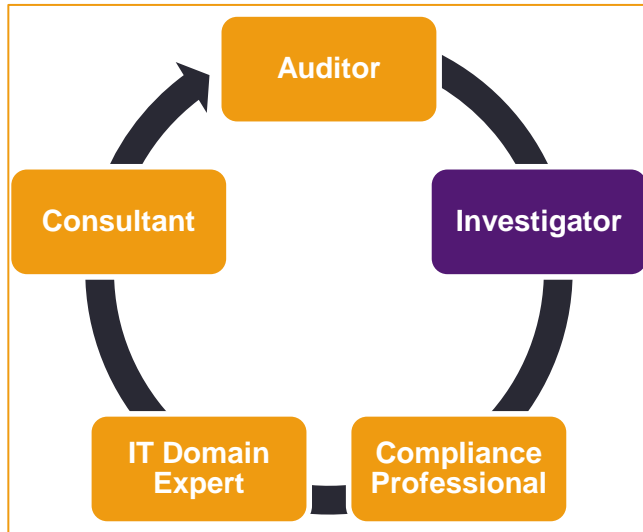 Auditor
Investigator
Compliance
Professional
IT Domain
Expert
Consultant